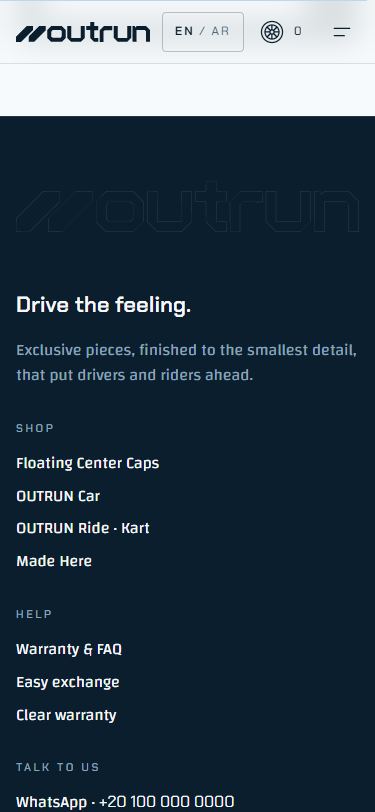 outrun
EN / AR
0
outrun
Drive the feeling.
Exclusive pieces, finished to the smallest detail,
that put drivers and riders ahead.
SHOP
Floating Center Caps
OUTRUN Car
OUTRUN Ride · Kart
Made Here
HELP
Warranty & FAQ
Easy exchange
Clear warranty
TALK TO US
WhatsApp · +20 100 000 0000